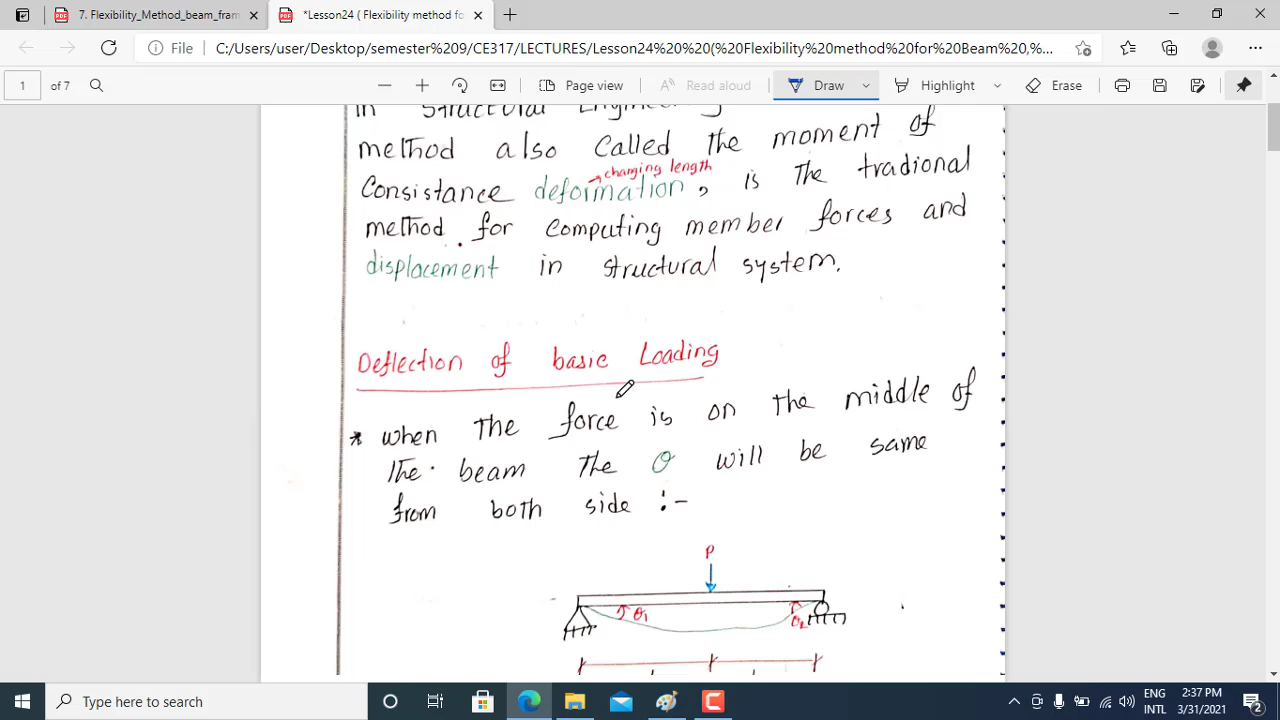 7. Flexibility_Method_beam_fram
*Lesson24 ( Flexibility method fo
File
C:/Users/user/Desktop/semester%209/CE317/LECTURES/Lesson24%20%20(%20Flexibility%20method%20for%20Beam%20,%...
1 of 7
Page view
Read aloud
Draw
Highlight
Erase
in Structural Engineering
method also Called the moment of
changing length
Consistance deformation, is the tradional
method for computing member forces and
displacement in structural system.
Deflection of basic Loading
* when the force is on the middle of
The beam the θ will be same
from both side :-
P
θ1 θ2
Type here to search
ENG
INTL
2:37 PM
3/31/2021
2